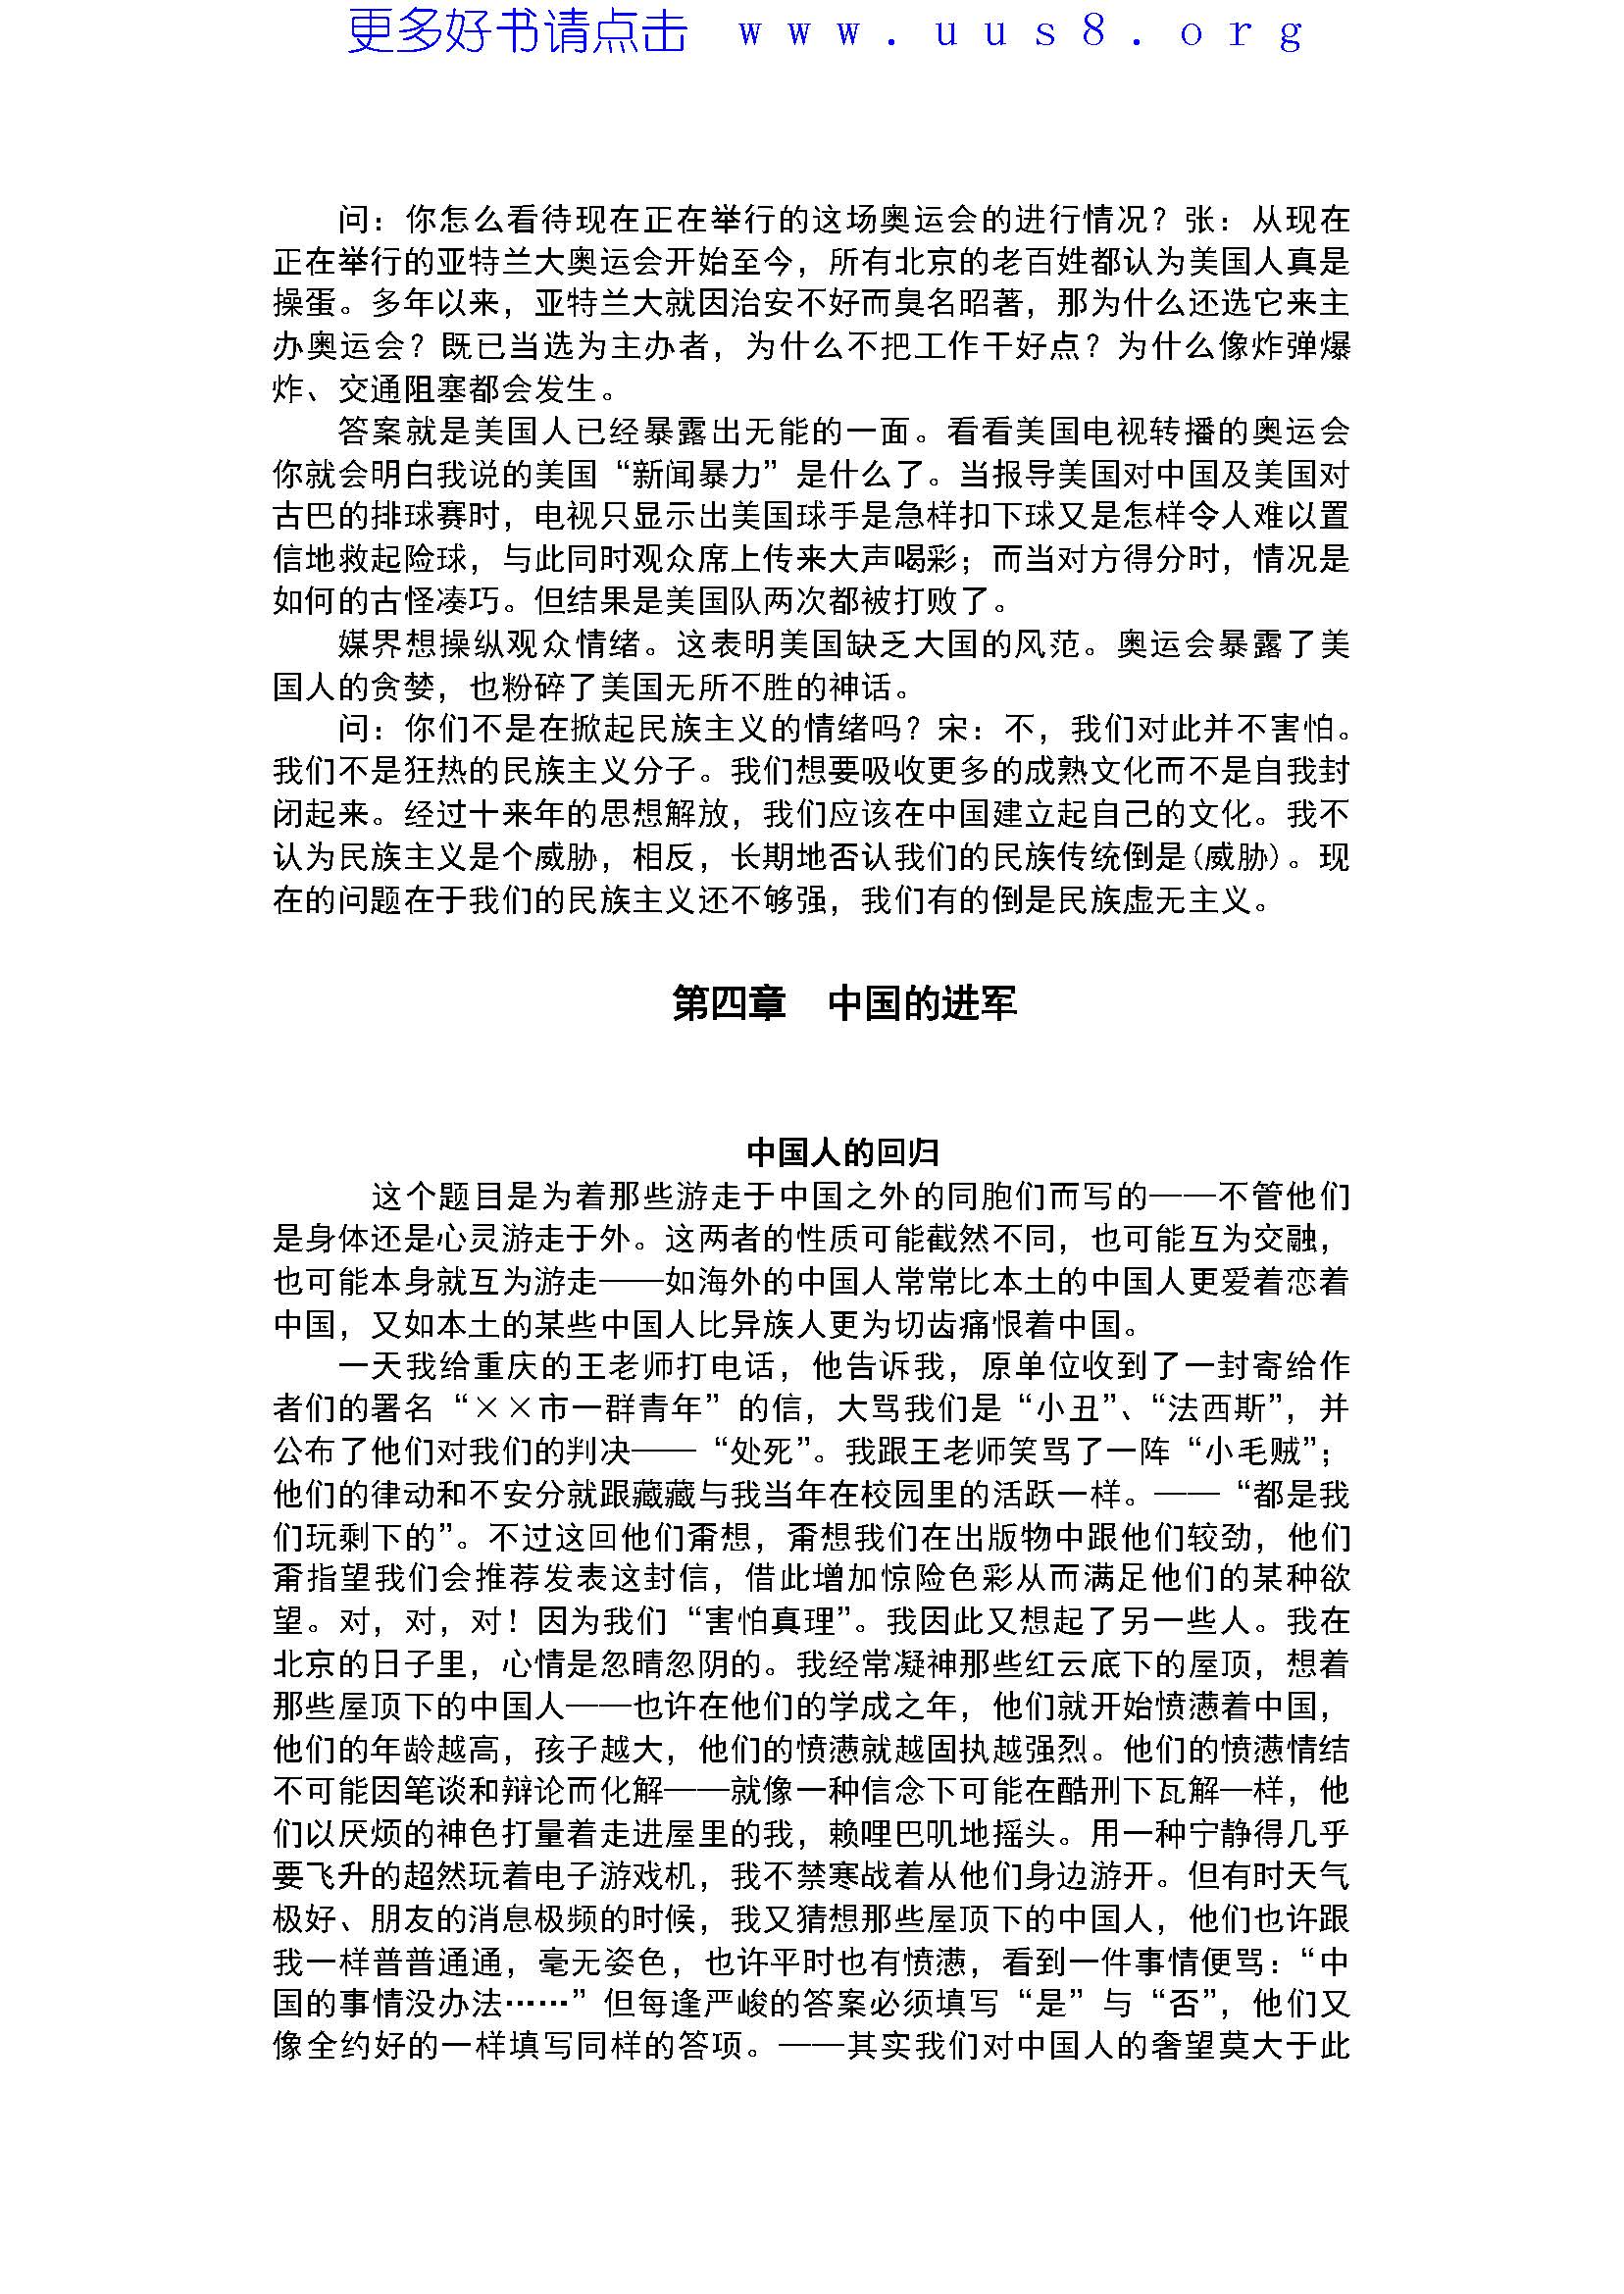 更多好书请点击 www.uus8.org
问：你怎么看待现在正在举行的这场奥运会的进行情况？张：从现在
正在举行的亚特兰大奥运会开始至今，所有北京的老百姓都认为美国人真是
操蛋。多年以来，亚特兰大就因治安不好而臭名昭著，那为什么还选它来主
办奥运会？既已当选为主办者，为什么不把工作干好点？为什么像炸弹爆
炸、交通阻塞都会发生。
答案就是美国人已经暴露出无能的一面。看看美国电视转播的奥运会
你就会明白我说的美国“新闻暴力”是什么了。当报导美国对中国及美国对
古巴的排球赛时，电视只显示出美国球手是急样扣下球又是怎样令人难以置
信地救起险球，与此同时观众席上传来大声喝彩；而当对方得分时，情况是
如何的古怪凑巧。但结果是美国队两次都被打败了。
媒界想操纵观众情绪。这表明美国缺乏大国的风范。奥运会暴露了美
国人的贪婪，也粉碎了美国无所不胜的神话。
问：你们不是在掀起民族主义的情绪吗？宋：不，我们对此并不害怕。
我们不是狂热的民族主义分子。我们想要吸收更多的成熟文化而不是自我封
闭起来。经过十来年的思想解放，我们应该在中国建立起自己的文化。我不
认为民族主义是个威胁，相反，长期地否认我们的民族传统倒是(威胁)。现
在的问题在于我们的民族主义还不够强，我们有的倒是民族虚无主义。
第四章　中国的进军
中国人的回归
这个题目是为着那些游走于中国之外的同胞们而写的——不管他们
是身体还是心灵游走于外。这两者的性质可能截然不同，也可能互为交融，
也可能本身就互为游走——如海外的中国人常常比本土的中国人更爱着恋着
中国，又如本土的某些中国人比异族人更为切齿痛恨着中国。
一天我给重庆的王老师打电话，他告诉我，原单位收到了一封寄给作
者们的署名“××市一群青年”的信，大骂我们是“小丑”、“法西斯”，并
公布了他们对我们的判决——“处死”。我跟王老师笑骂了一阵“小毛贼”；
他们的律动和不安分就跟藏藏与我当年在校园里的活跃一样。——“都是我
们玩剩下的”。不过这回他们甭想，甭想我们在出版物中跟他们较劲，他们
甭指望我们会推荐发表这封信，借此增加惊险色彩从而满足他们的某种欲
望。对，对，对！因为我们“害怕真理”。我因此又想起了另一些人。我在
北京的日子里，心情是忽晴忽阴的。我经常凝神那些红云底下的屋顶，想着
那些屋顶下的中国人——也许在他们的学成之年，他们就开始愤懑着中国，
他们的年龄越高，孩子越大，他们的愤懑就越固执越强烈。他们的愤懑情结
不可能因笔谈和辩论而化解——就像一种信念下可能在酷刑下瓦解—样，他
们以厌烦的神色打量着走进屋里的我，赖哩巴叽地摇头。用一种宁静得几乎
要飞升的超然玩着电子游戏机，我不禁寒战着从他们身边游开。但有时天气
极好、朋友的消息极频的时候，我又猜想那些屋顶下的中国人，他们也许跟
我一样普普通通，毫无姿色，也许平时也有愤懑，看到一件事情便骂：“中
国的事情没办法……”但每逢严峻的答案必须填写“是”与“否”，他们又
像全约好的一样填写同样的答项。——其实我们对中国人的奢望莫大于此